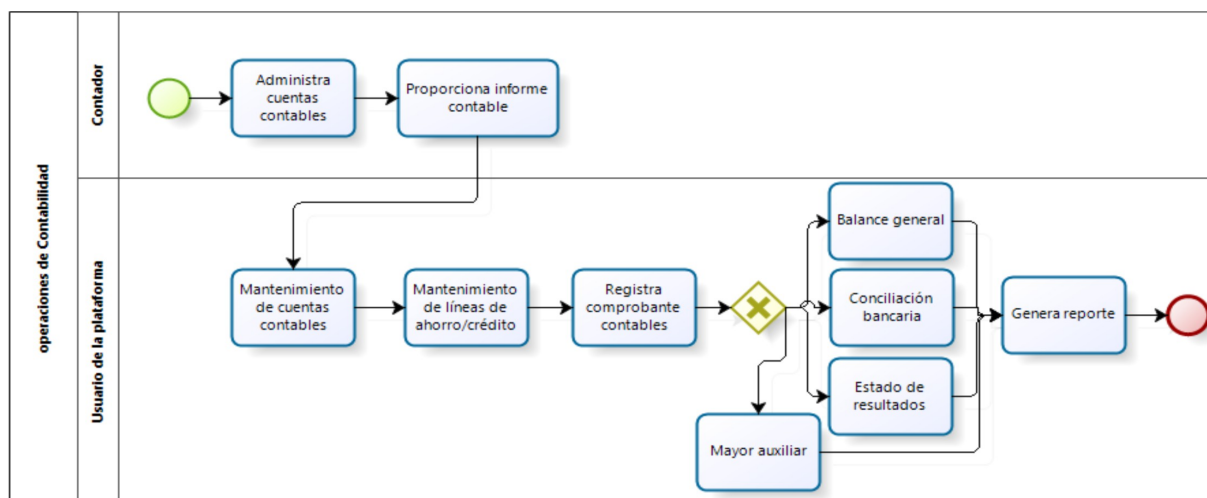 operaciones de Contabilidad
Contador
Administra
cuentas
contables
Proporciona informe
contable
Usuario de la plataforma
Mantenimiento
de cuentas
contables
Mantenimiento
de líneas de
ahorro/crédito
Registra
comprobante
contables
Balance general
Conciliación
bancaria
Estado de
resultados
Mayor auxiliar
Genera reporte